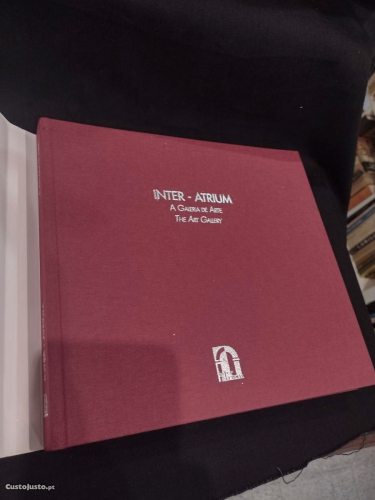 INTER - ATRIUM
A GALERIA DE ARTE
THE ART GALLERY
CustoJusto.pt